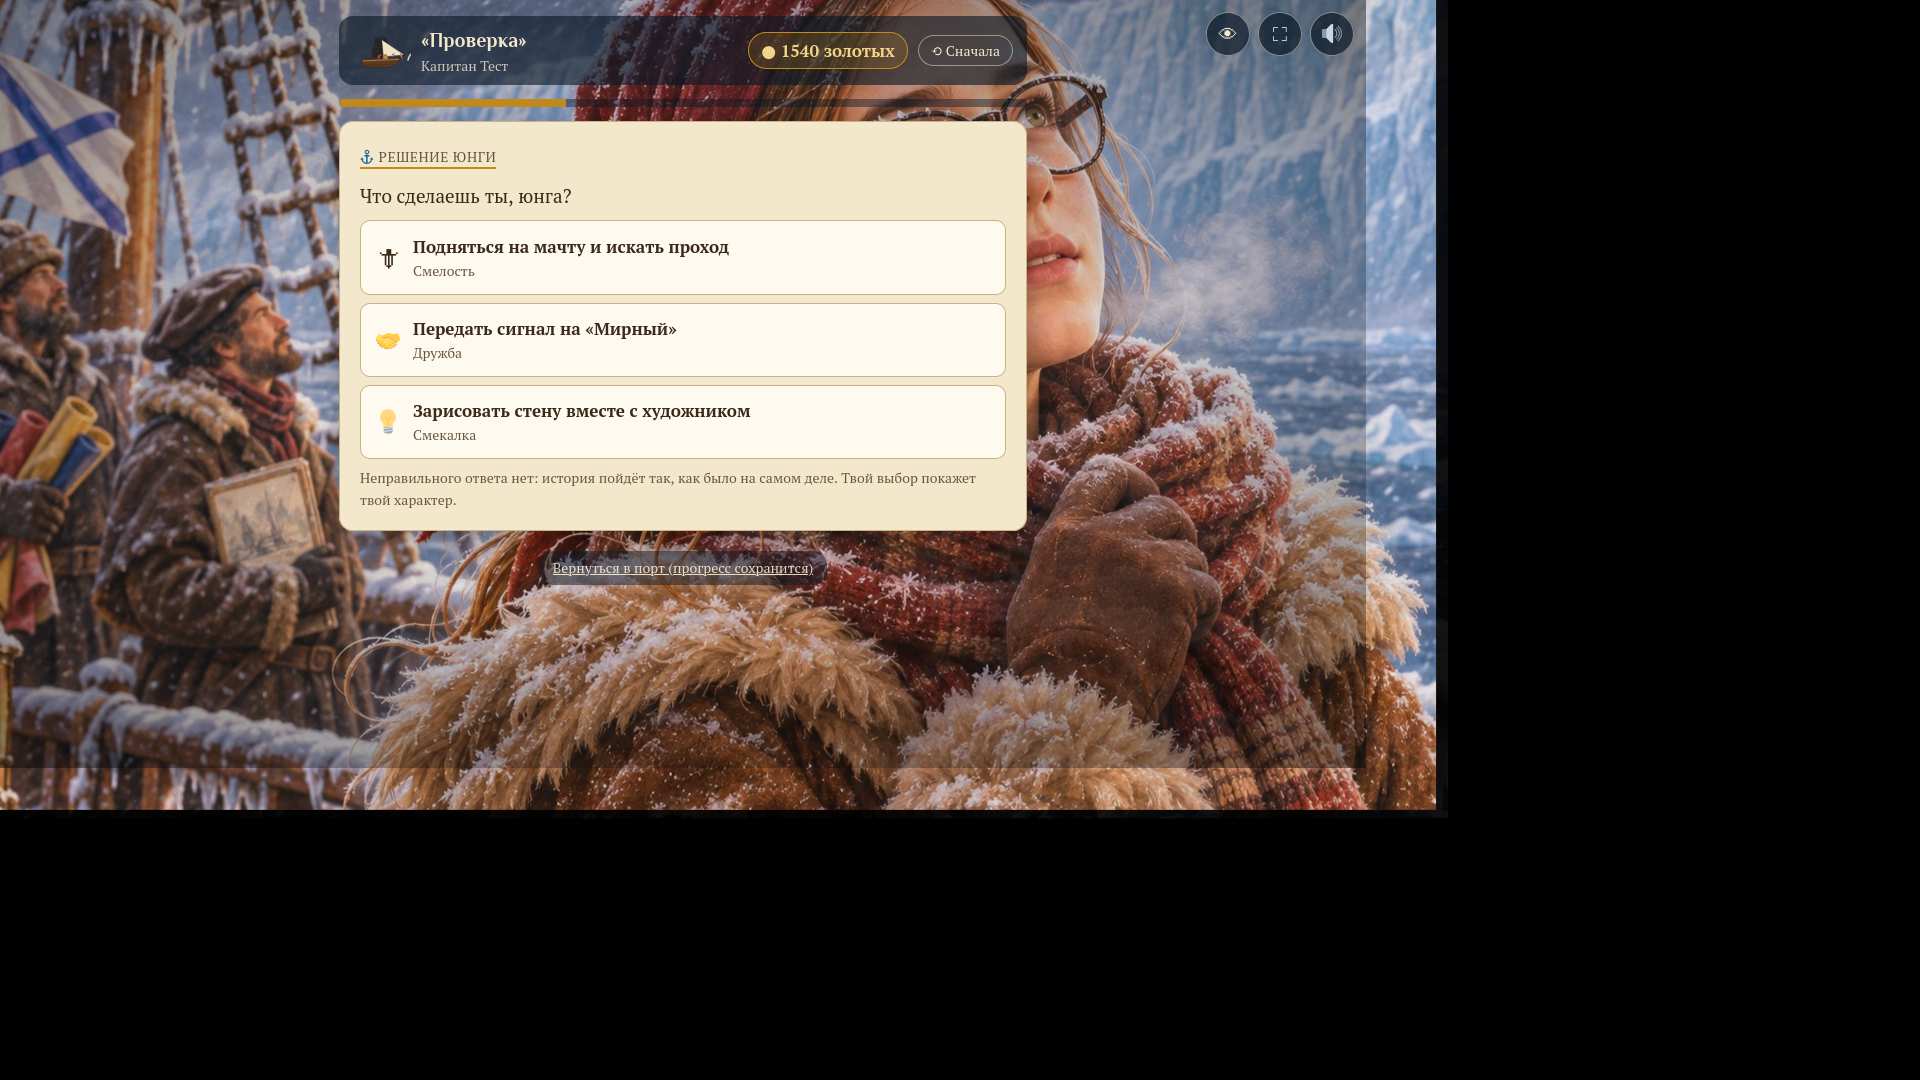 «Проверка»
Капитан Тест
1540 золотых
⟲ Сначала
⚓ РЕШЕНИЕ ЮНГИ
Что сделаешь ты, юнга?
Подняться на мачту и искать проход
Смелость
Передать сигнал на «Мирный»
Дружба
Зарисовать стену вместе с художником
Смекалка
Неправильного ответа нет: история пойдёт так, как было на самом деле. Твой выбор покажет
твой характер.
Вернуться в порт (прогресс сохранится)